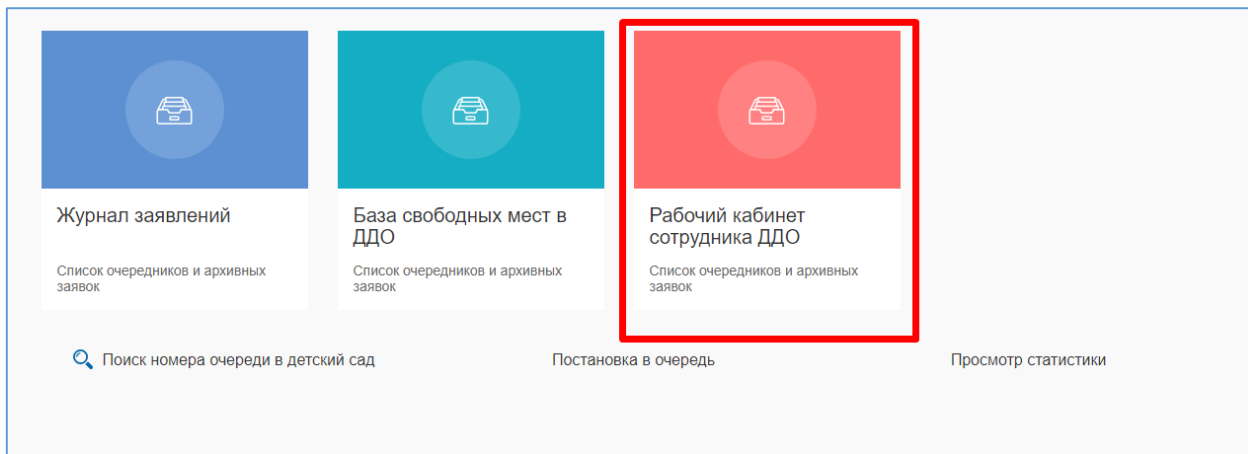 Журнал заявлений
Список очередников и архивных
заявок
База свободных мест в
ДДО
Список очередников и архивных
заявок
Рабочий кабинет
сотрудника ДДО
Список очередников и архивных
заявок
Поиск номера очереди в детский сад
Постановка в очередь
Просмотр статистики